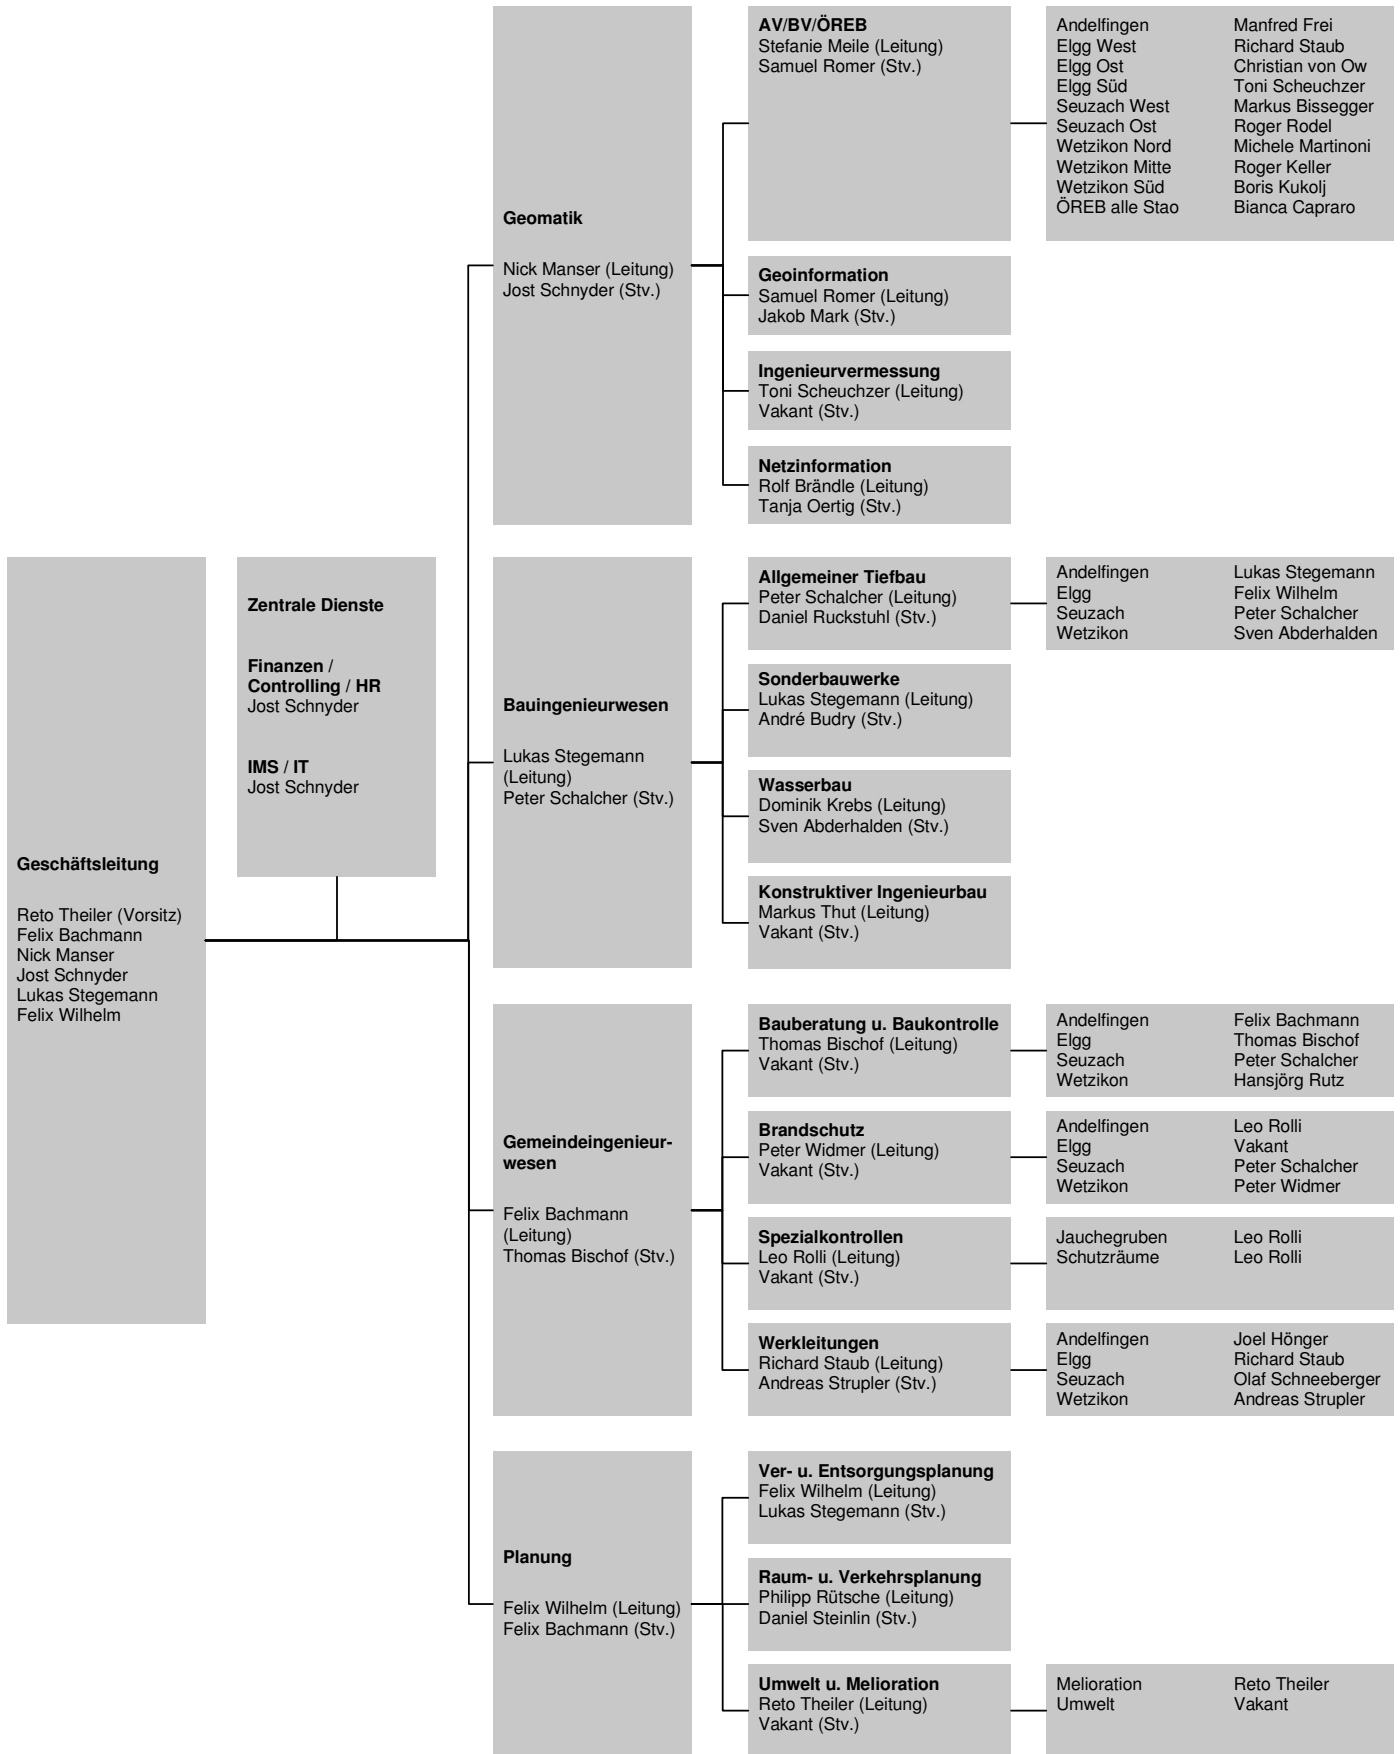 Geschäftsleitung
Reto Theiler (Vorsitz)
Felix Bachmann
Nick Manser
Jost Schnyder
Lukas Stegemann
Felix Wilhelm
Zentrale Dienste
Finanzen /
Controlling / HR
Jost Schnyder
IMS / IT
Jost Schnyder
Geomatik
Nick Manser (Leitung)
Jost Schnyder (Stv.)
AV/BV/ÖREB
Stefanie Meile (Leitung)
Samuel Romer (Stv.)
Andelfingen Manfred Frei
Elgg West Richard Staub
Elgg Ost Christian von Ow
Elgg Süd Toni Scheuchzer
Seuzach West Markus Bissegger
Seuzach Ost Roger Rodel
Wetzikon Nord Michele Martinoni
Wetzikon Mitte Roger Keller
Wetzikon Süd Boris Kukolj
ÖREB alle Stao Bianca Capraro
Geoinformation
Samuel Romer (Leitung)
Jakob Mark (Stv.)
Ingenieurvermessung
Toni Scheuchzer (Leitung)
Vakant (Stv.)
Netzinformation
Rolf Brändle (Leitung)
Tanja Oertig (Stv.)
Bauingenieurwesen
Lukas Stegemann
(Leitung)
Peter Schalcher (Stv.)
Allgemeiner Tiefbau
Peter Schalcher (Leitung)
Daniel Ruckstuhl (Stv.)
Andelfingen Lukas Stegemann
Elgg Felix Wilhelm
Seuzach Peter Schalcher
Wetzikon Sven Abderhalden
Sonderbauwerke
Lukas Stegemann (Leitung)
André Budry (Stv.)
Wasserbau
Dominik Krebs (Leitung)
Sven Abderhalden (Stv.)
Konstruktiver Ingenieurbau
Markus Thut (Leitung)
Vakant (Stv.)
Gemeindeingenieur-
wesen
Felix Bachmann
(Leitung)
Thomas Bischof (Stv.)
Bauberatung u. Baukontrolle
Thomas Bischof (Leitung)
Vakant (Stv.)
Andelfingen Felix Bachmann
Elgg Thomas Bischof
Seuzach Peter Schalcher
Wetzikon Hansjörg Rutz
Brandschutz
Peter Widmer (Leitung)
Vakant (Stv.)
Andelfingen Leo Rolli
Elgg Vakant
Seuzach Peter Schalcher
Wetzikon Peter Widmer
Spezialkontrollen
Leo Rolli (Leitung)
Vakant (Stv.)
Jauchegruben Leo Rolli
Schutzräume Leo Rolli
Werkleitungen
Richard Staub (Leitung)
Andreas Strupler (Stv.)
Andelfingen Joel Hönger
Elgg Richard Staub
Seuzach Olaf Schneeberger
Wetzikon Andreas Strupler
Planung
Felix Wilhelm (Leitung)
Felix Bachmann (Stv.)
Ver- u. Entsorgungsplanung
Felix Wilhelm (Leitung)
Lukas Stegemann (Stv.)
Raum- u. Verkehrsplanung
Philipp Rütsche (Leitung)
Daniel Steinlin (Stv.)
Umwelt u. Melioration
Reto Theiler (Leitung)
Vakant (Stv.)
Melioration Reto Theiler
Umwelt Vakant